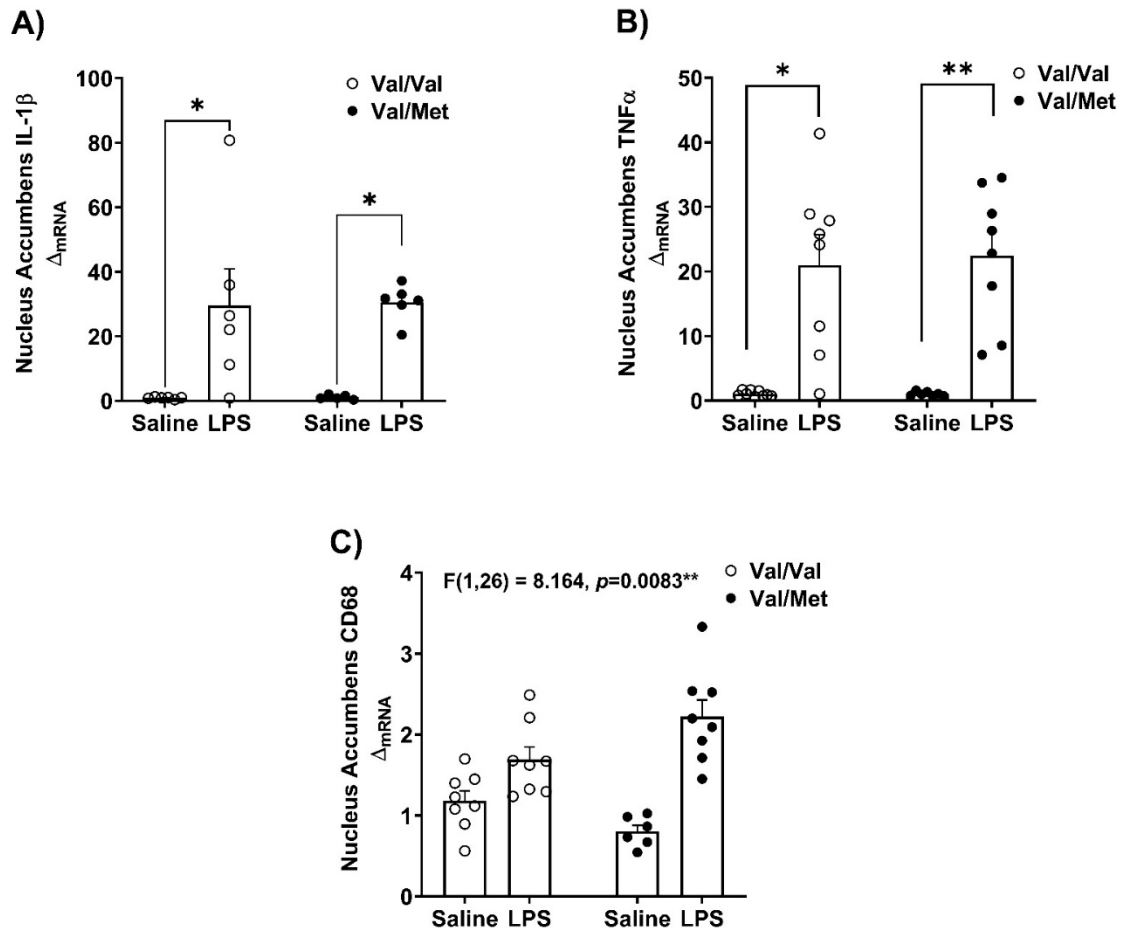 A)
Nucleus Accumbens IL-1β
ΔmRNA
100
80
60
40
20
0
*
*
Val/Val
Val/Met
Saline LPS
Saline LPS
B)
Nucleus Accumbens TNFα
ΔmRNA
50
40
30
20
10
0
*
**
Val/Val
Val/Met
Saline LPS
Saline LPS
C)
Nucleus Accumbens CD68
ΔmRNA
4
3
2
1
0
F(1,26) = 8.164, p=0.0083**
Val/Val
Val/Met
Saline LPS
Saline LPS